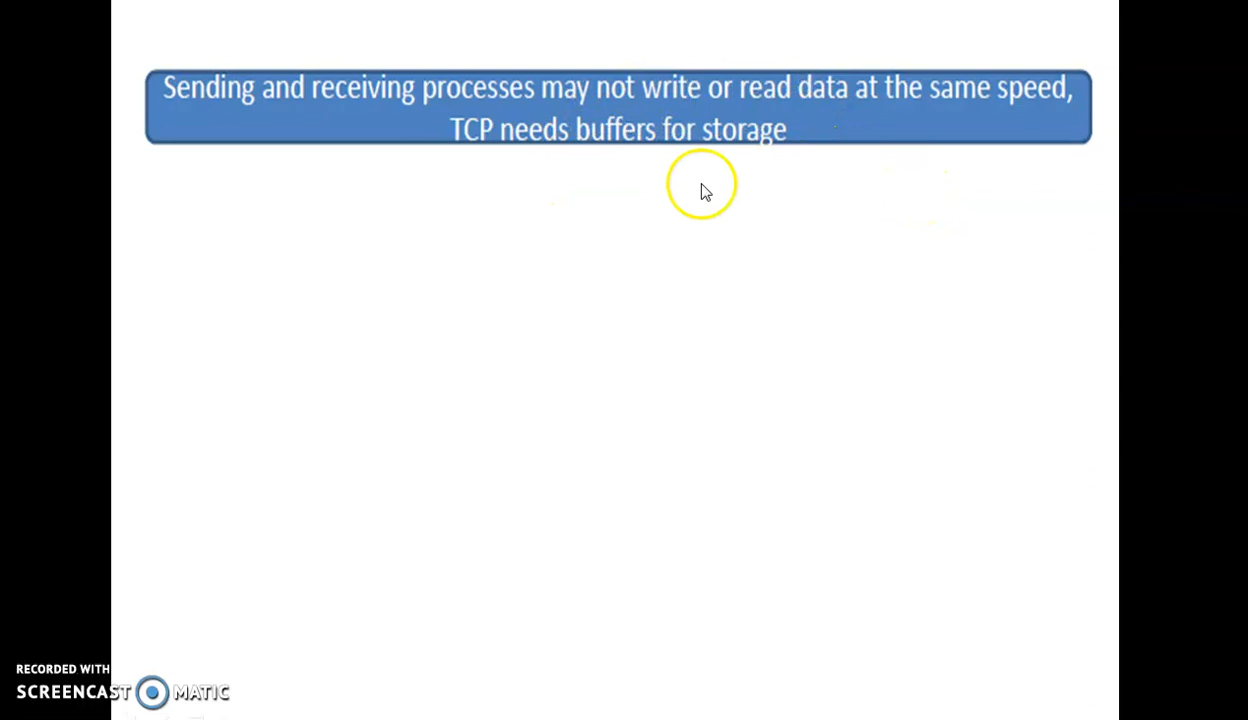 Sending and receiving processes may not write or read data at the same speed,
TCP needs buffers for storage
RECORDED WITH
SCREENCAST MATIC